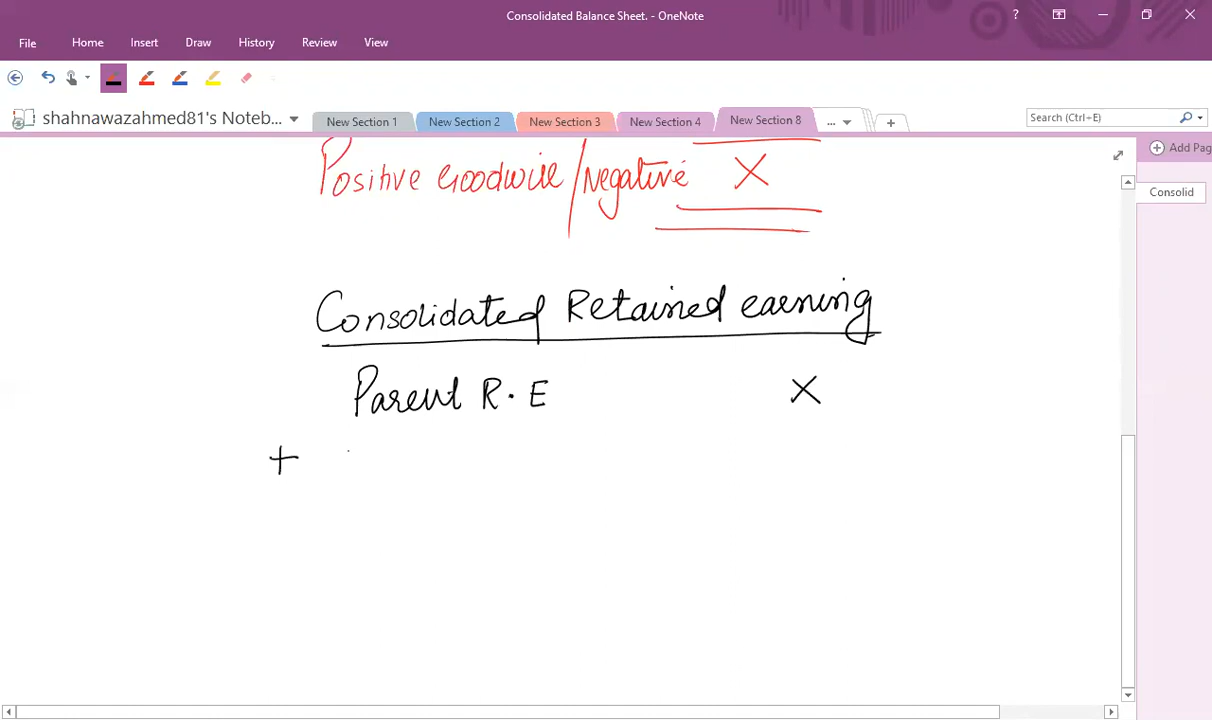 Consolidated Balance Sheet. - OneNote
?
File Home Insert Draw History Review View
shahnawazahmed81's Noteb... New Section 1 New Section 2 New Section 3 New Section 4 New Section 8 ... + Search (Ctrl+E)
Add Pag
Consolid
Positive Goodwill/Negative X
Consolidated Retained earning
Parent R.E X
+